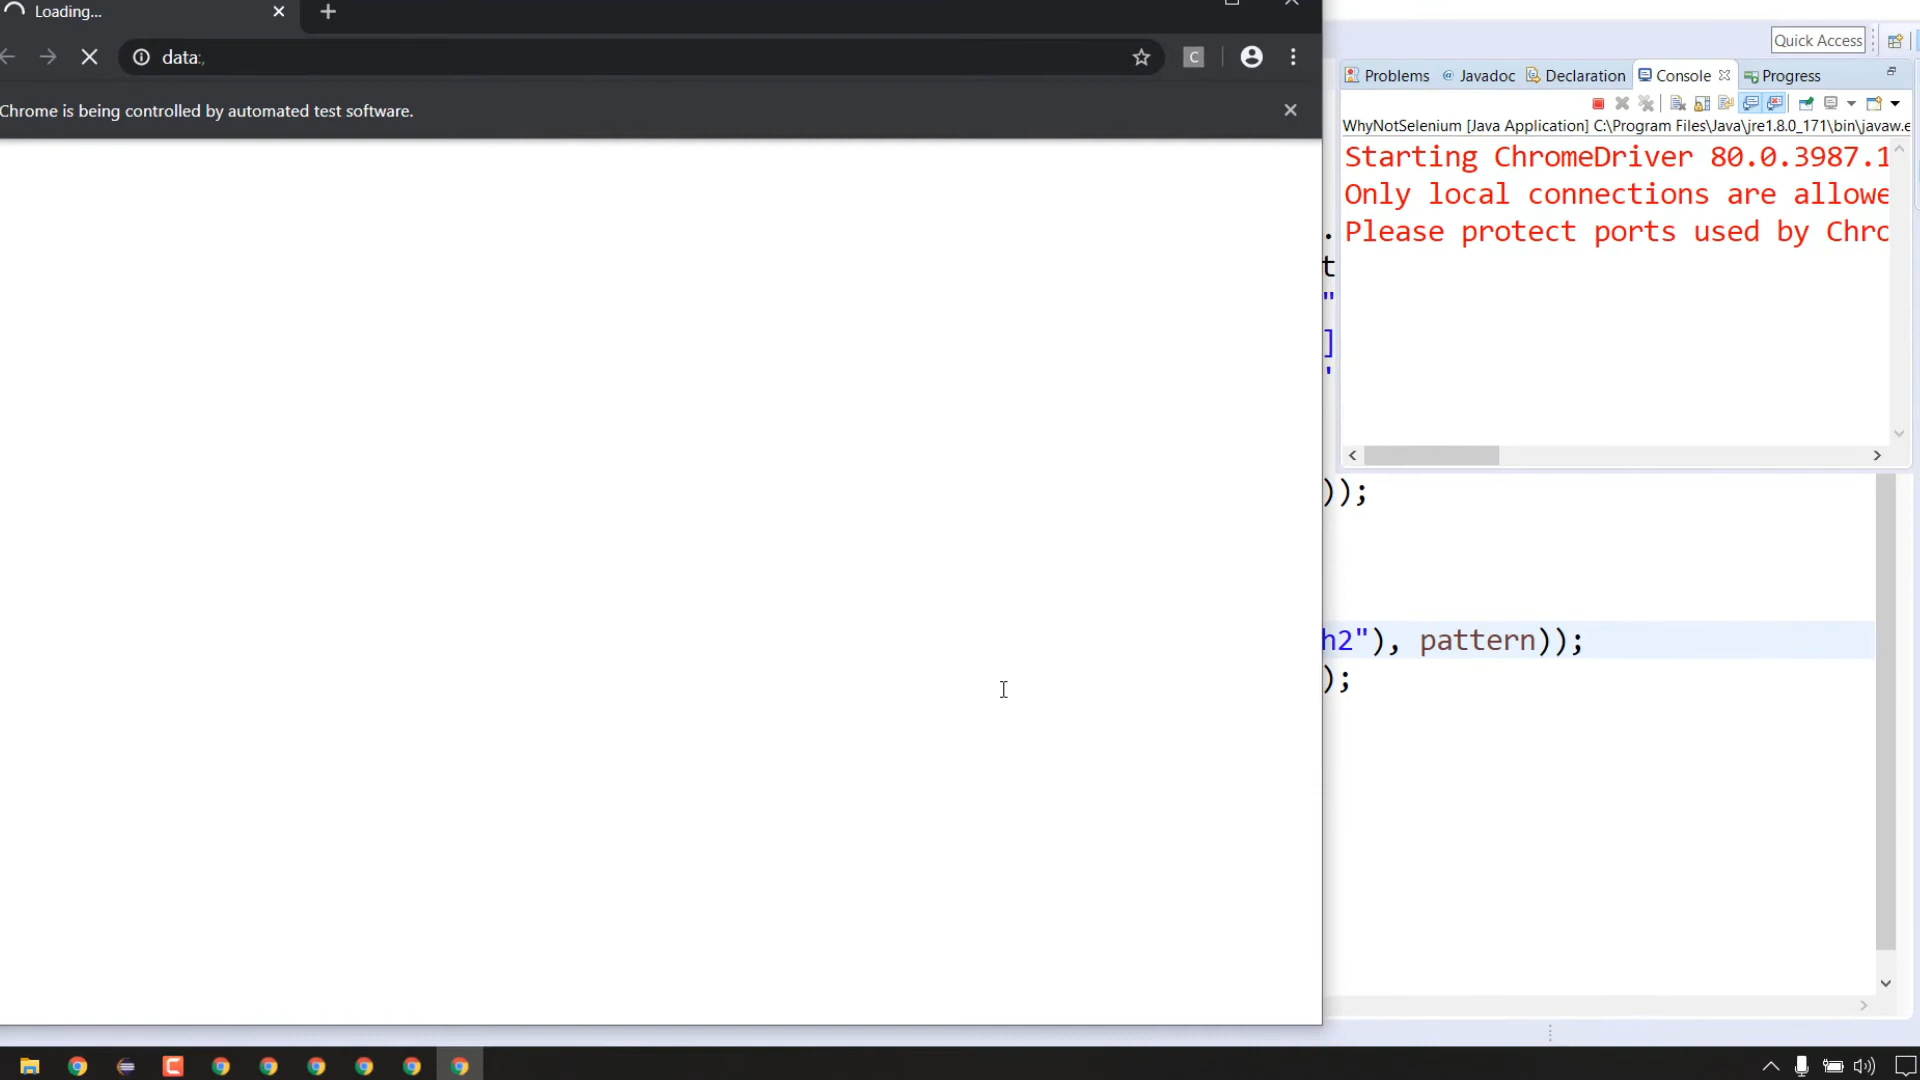 Loading...
data:,
Chrome is being controlled by automated test software.
Quick Access
Problems
@ Javadoc
Declaration
Console
Progress
WhyNotSelenium [Java Application] C:\Program Files\Java\jre1.8.0_171\bin\javaw.e
Starting ChromeDriver 80.0.3987.1
Only local connections are allowe
Please protect ports used by Chro
.
t
"
]
'
));
h2"), pattern));
);